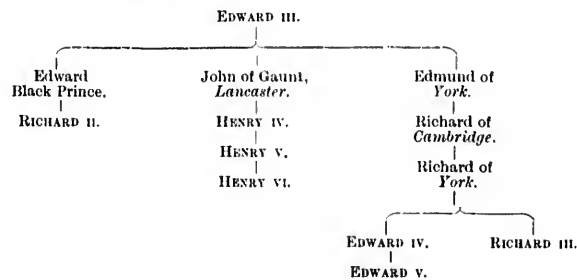 EDWARD III.
Edward
Black Prince.
RICHARD II.
John of Gaunt,
Lancaster.
HENRY IV.
HENRY V.
HENRY VI.
Edmund of
York.
Richard of
Cambridge.
Richard of
York.
EDWARD IV.
EDWARD V.
RICHARD III.